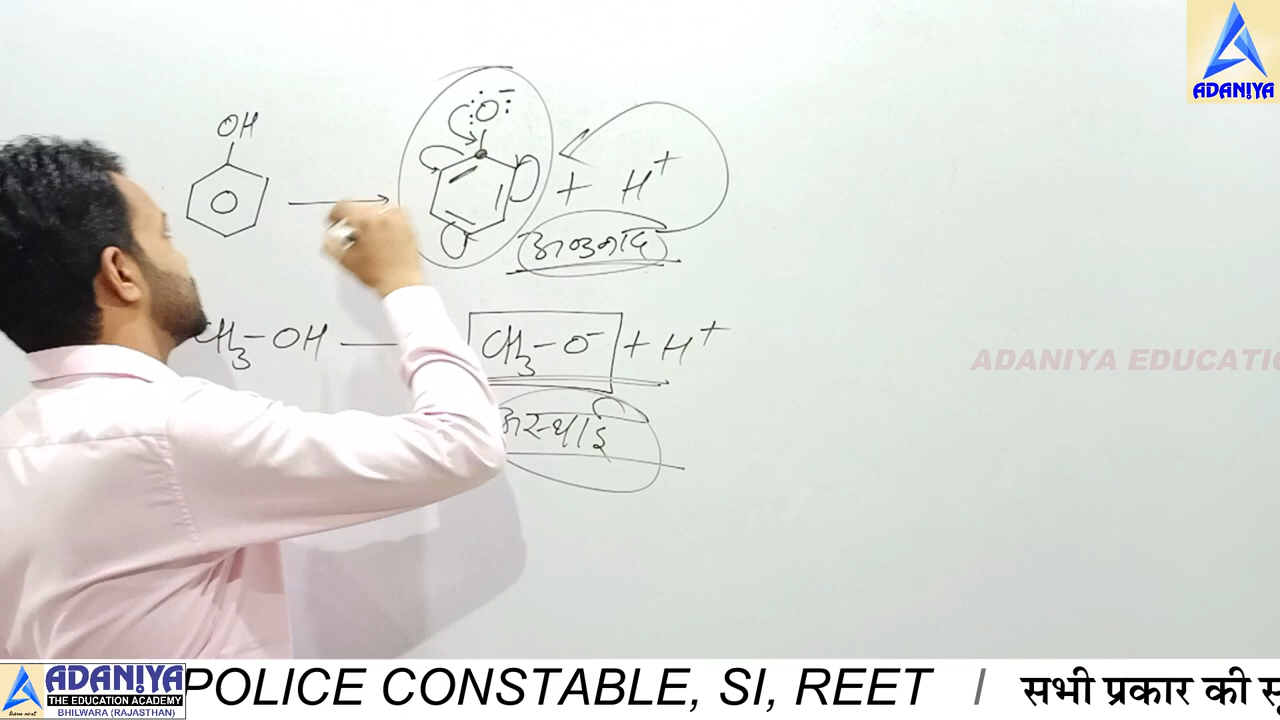 ADANIYA
OH
:O:⁻
+ H⁺
अनुनाद
CH₃-OH
CH₃-O⁻ + H⁺
अस्थाई
ADANIYA EDUCATIO
ADANIYA
THE EDUCATION ACADEMY
BHILWARA (RAJASTHAN)
POLICE CONSTABLE, SI, REET / सभी प्रकार की सू